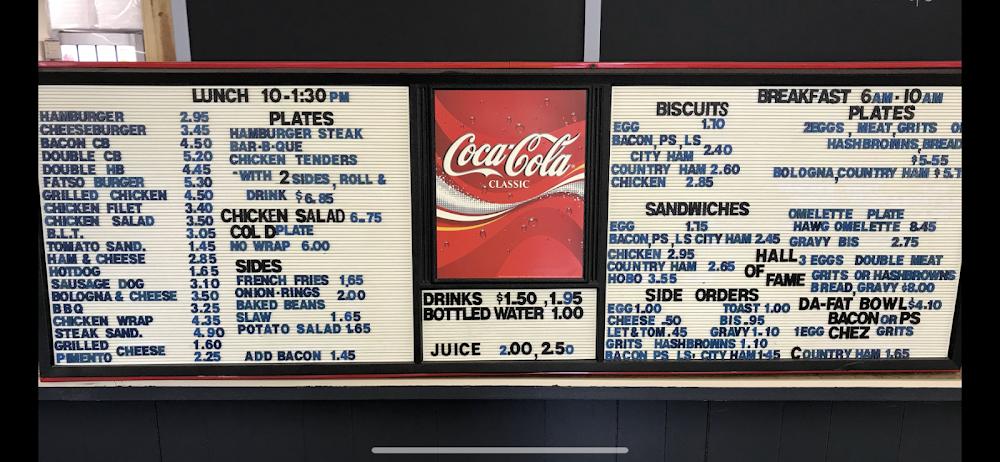 LUNCH 10-1:30 PM
HAMBURGER 2.95
CHEESEBURGER 3.45
BACON CB 4.50
DOUBLE CB 5.20
DOUBLE HB 4.45
FATSO BURGER 5.30
GRILLED CHICKEN 4.50
CHICKEN FILET 3.40
CHICKEN SALAD 3.50
B.L.T. 3.05
TOMATO SAND. 1.45
HAM & CHEESE 2.85
HOTDOG 1.65
SAUSAGE DOG 3.10
BOLOGNA & CHEESE 3.50
BBQ 3.25
CHICKEN WRAP 4.35
STEAK SAND. 4.90
GRILLED CHEESE 1.60
PIMENTO 2.25
PLATES
HAMBURGER STEAK
BAR-B-QUE
CHICKEN TENDERS
-WITH 2 SIDES, ROLL &
DRINK $6.85
CHICKEN SALAD 6.75
COLD PLATE
NO WRAP 6.00
SIDES
FRENCH FRIES 1.65
ONION-RINGS 2.00
BAKED BEANS
SLAW 1.65
POTATO SALAD 1.65
ADD BACON 1.45
Coca-Cola
CLASSIC
DRINKS $1.50, 1.95
BOTTLED WATER 1.00
JUICE 2.00, 2.50
BREAKFAST 6AM-10AM
BISCUITS
EGG 1.10
BACON, PS, LS
CITY HAM 2.40
COUNTRY HAM 2.60
CHICKEN 2.85
SANDWICHES
EGG 1.15
BACON, PS, LS CITY HAM 2.45
CHICKEN 2.95
COUNTRY HAM 2.65
HOBO 3.55
SIDE ORDERS
EGG 1.00 TOAST 1.00
CHEESE .50 BIS .95
LET&TOM .45 GRAVY 1.10
GRITS HASHBROWNS 1.10
BACON PS LS, CITY HAM 1.45
PLATES
2EGGS, MEAT, GRITS
HASHBROWNS, BREAD
$5.55
BOLOGNA, COUNTRY HAM
OMELETTE PLATE
HAWG OMELETTE 8.45
GRAVY BIS 2.75
HALL OF FAME
3 EGGS DOUBLE MEAT
GRITS OR HASHBROWNS
BREAD, GRAVY $8.00
DA-FAT BOWL $4.10
BACON OR PS
1EGG CHEZ GRITS
COUNTRY HAM 1.65